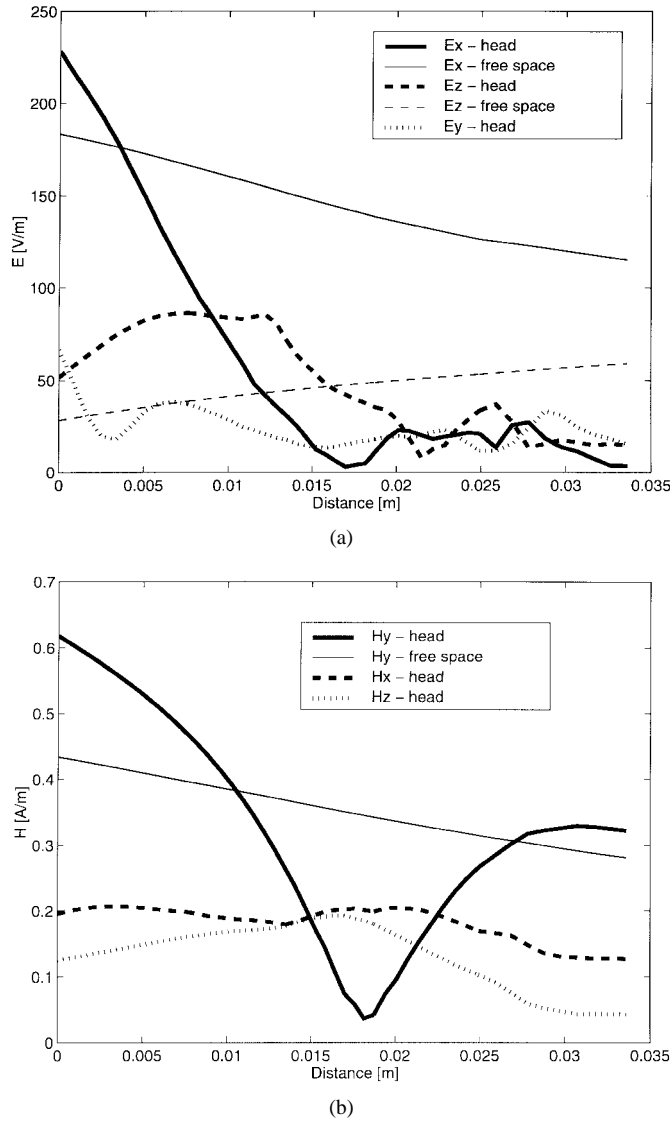 250
200
150
100
50
0
E [V/m]
Ex – head
Ex – free space
Ez – head
Ez – free space
Ey – head
0 0.005 0.01 0.015 0.02 0.025 0.03 0.035
Distance [m]
(a)
0.7
0.6
0.5
0.4
0.3
0.2
0.1
0
H [A/m]
Hy – head
Hy – free space
Hx – head
Hz – head
0 0.005 0.01 0.015 0.02 0.025 0.03 0.035
Distance [m]
(b)